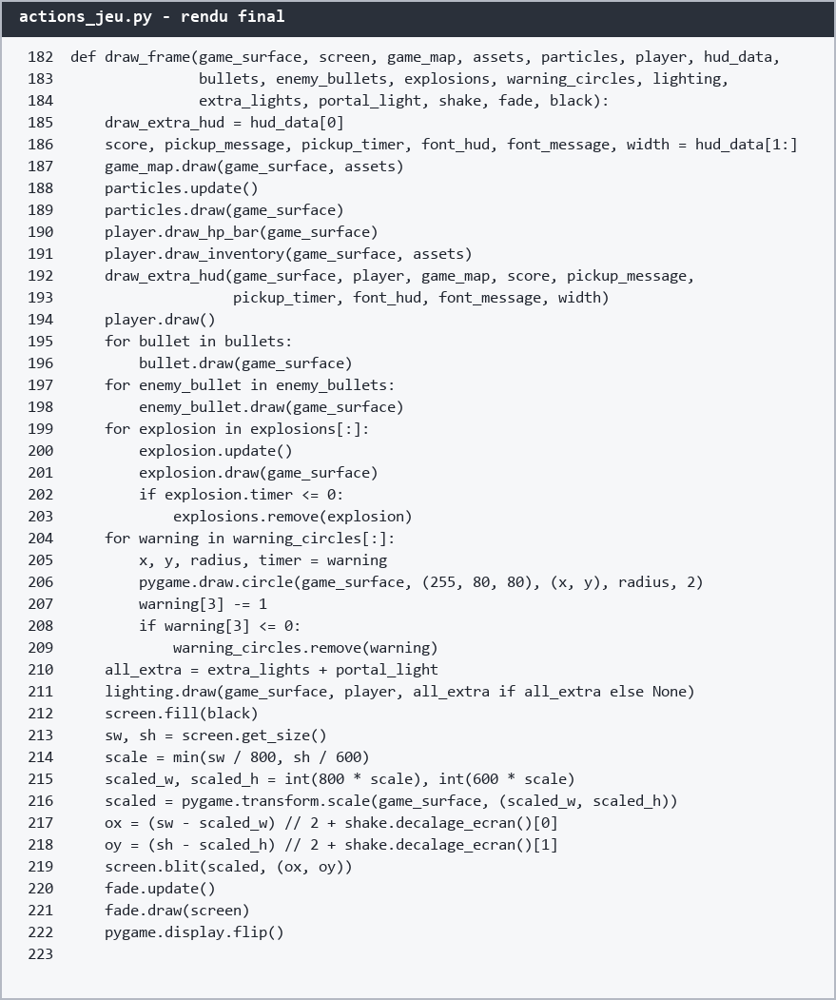 actions_jeu.py - rendu final
182  def draw_frame(game_surface, screen, game_map, assets, particles, player, hud_data,
183                 bullets, enemy_bullets, explosions, warning_circles, lighting,
184                 extra_lights, portal_light, shake, fade, black):
185      draw_extra_hud = hud_data[0]
186      score, pickup_message, pickup_timer, font_hud, font_message, width = hud_data[1:]
187      game_map.draw(game_surface, assets)
188      particles.update()
189      particles.draw(game_surface)
190      player.draw_hp_bar(game_surface)
191      player.draw_inventory(game_surface, assets)
192      draw_extra_hud(game_surface, player, game_map, score, pickup_message,
193                     pickup_timer, font_hud, font_message, width)
194      player.draw()
195      for bullet in bullets:
196          bullet.draw(game_surface)
197      for enemy_bullet in enemy_bullets:
198          enemy_bullet.draw(game_surface)
199      for explosion in explosions[:]:
200          explosion.update()
201          explosion.draw(game_surface)
202          if explosion.timer <= 0:
203              explosions.remove(explosion)
204      for warning in warning_circles[:]:
205          x, y, radius, timer = warning
206          pygame.draw.circle(game_surface, (255, 80, 80), (x, y), radius, 2)
207          warning[3] -= 1
208          if warning[3] <= 0:
209              warning_circles.remove(warning)
210      all_extra = extra_lights + portal_light
211      lighting.draw(game_surface, player, all_extra if all_extra else None)
212      screen.fill(black)
213      sw, sh = screen.get_size()
214      scale = min(sw / 800, sh / 600)
215      scaled_w, scaled_h = int(800 * scale), int(600 * scale)
216      scaled = pygame.transform.scale(game_surface, (scaled_w, scaled_h))
217      ox = (sw - scaled_w) // 2 + shake.decalage_ecran()[0]
218      oy = (sh - scaled_h) // 2 + shake.decalage_ecran()[1]
219      screen.blit(scaled, (ox, oy))
220      fade.update()
221      fade.draw(screen)
222      pygame.display.flip()
223